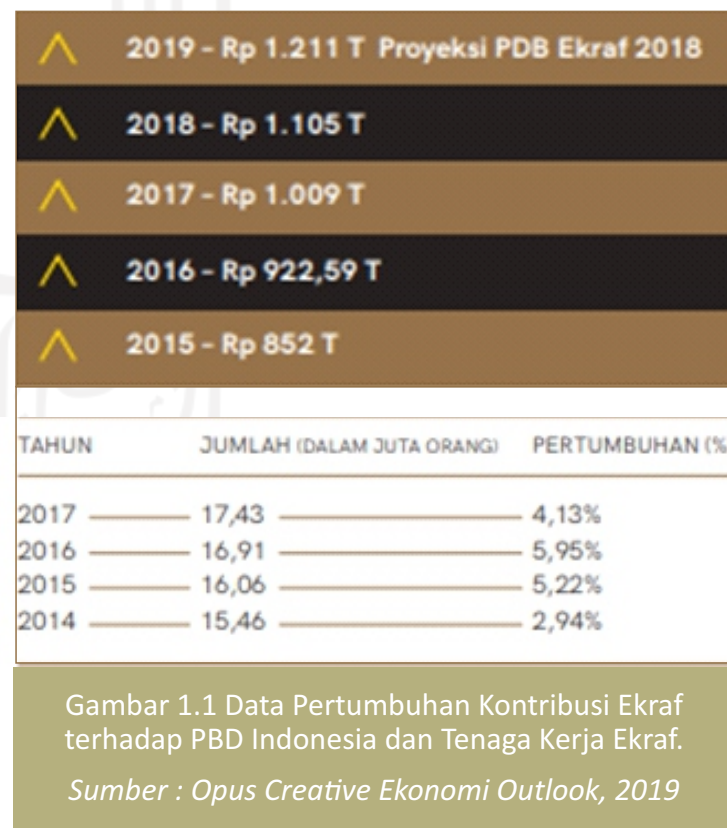 2019 – Rp 1.211 T Proyeksi PDB Ekraf 2018
2018 – Rp 1.105 T
2017 – Rp 1.009 T
2016 – Rp 922,59 T
2015 – Rp 852 T
TAHUN JUMLAH (DALAM JUTA ORANG) PERTUMBUHAN (%
2017 17,43 4,13%
2016 16,91 5,95%
2015 16,06 5,22%
2014 15,46 2,94%
Gambar 1.1 Data Pertumbuhan Kontribusi Ekraf
terhadap PBD Indonesia dan Tenaga Kerja Ekraf.
Sumber : Opus Creative Ekonomi Outlook, 2019